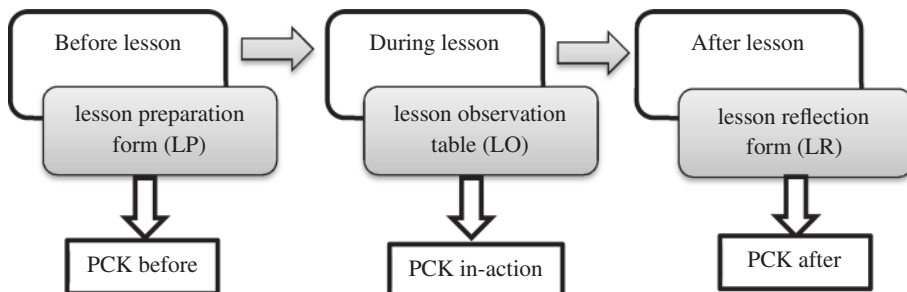 Before lesson
During lesson
After lesson
lesson preparation
form (LP)
lesson observation
table (LO)
lesson reflection
form (LR)
PCK before
PCK in-action
PCK after